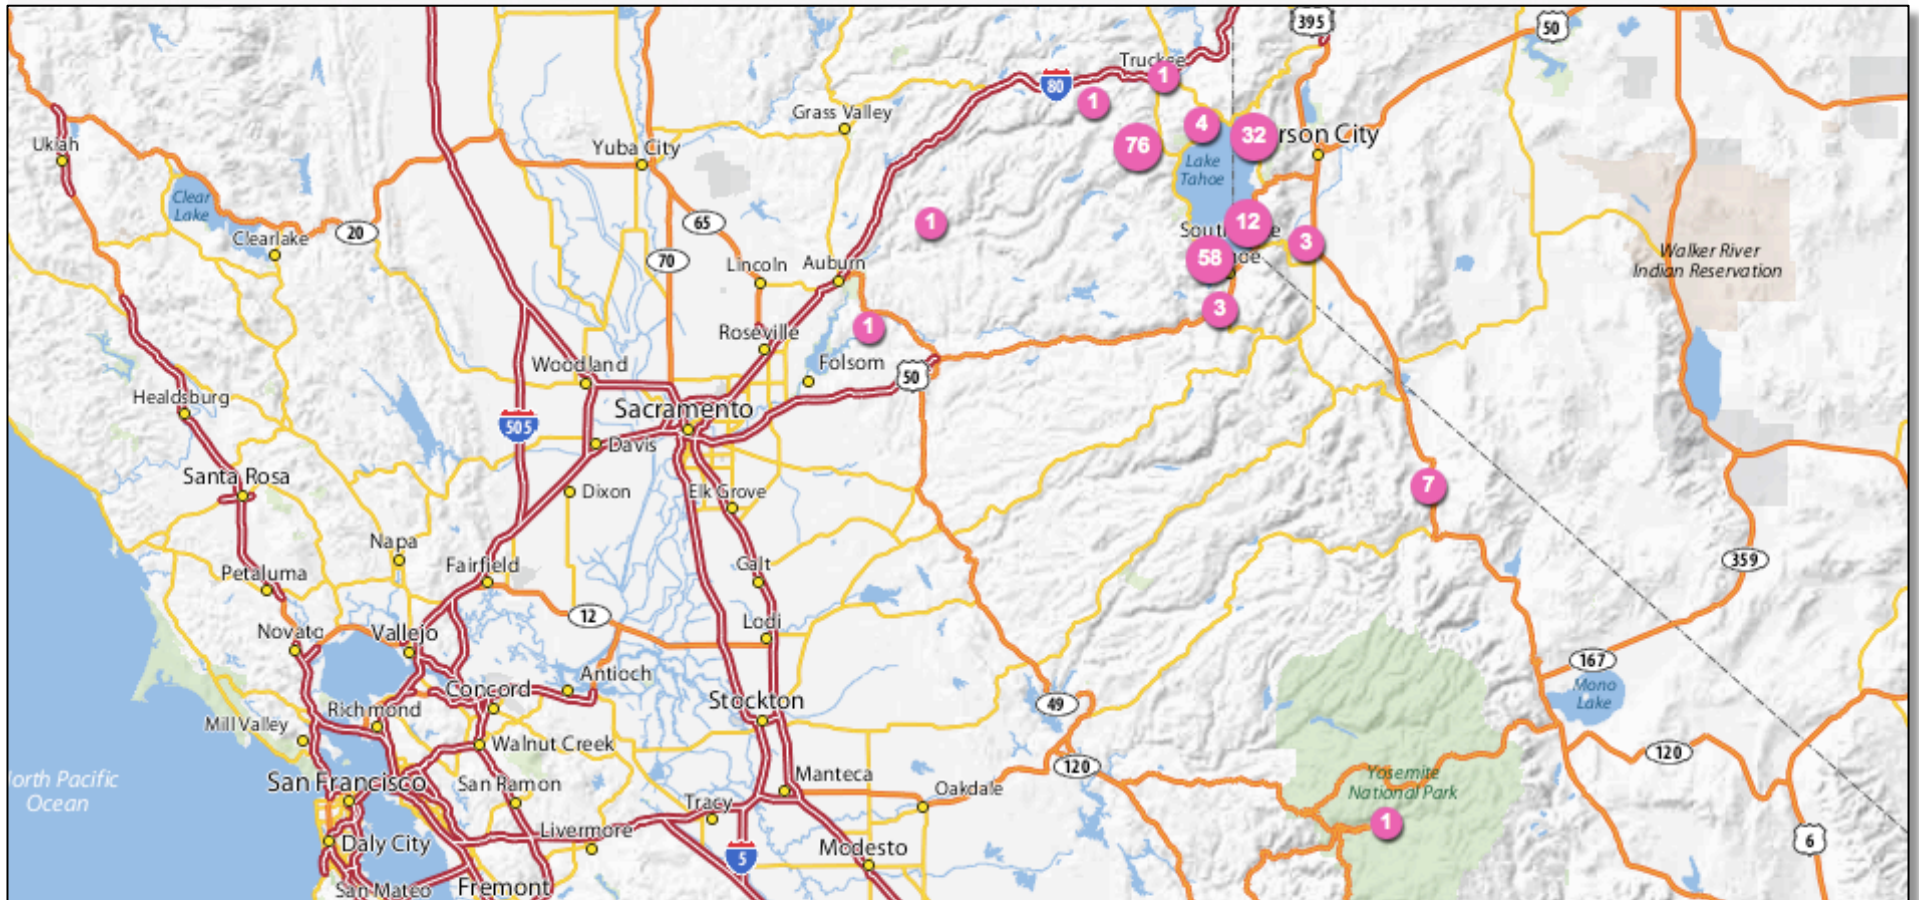 395
50
Truckee
80
1
1
Grass Valley
4
32
rson City
Ukiah
Yuba City
76
Lake
Tahoe
Clear
Lake
1
12
65
20
Clearlake
South
3
Walker River
Indian Reservation
70
Lincoln
Auburn
58
3
1
Roseville
Folsom
Woodland
50
Healdsburg
Sacramento
505
Davis
Santa Rosa
Dixon
Elk Grove
7
Napa
Fairfield
Galt
359
Petaluma
12
Lodi
Novato
Vallejo
167
Antioch
Mono
Lake
Concord
Stockton
49
Richmond
Mill Valley
Walnut Creek
120
120
orth Pacific
Ocean
San Francisco
San Ramon
Manteca
Yosemite
National Park
Oakdale
Tracy
1
Livermore
6
Daly City
5
Modesto
San Mateo
Fremont